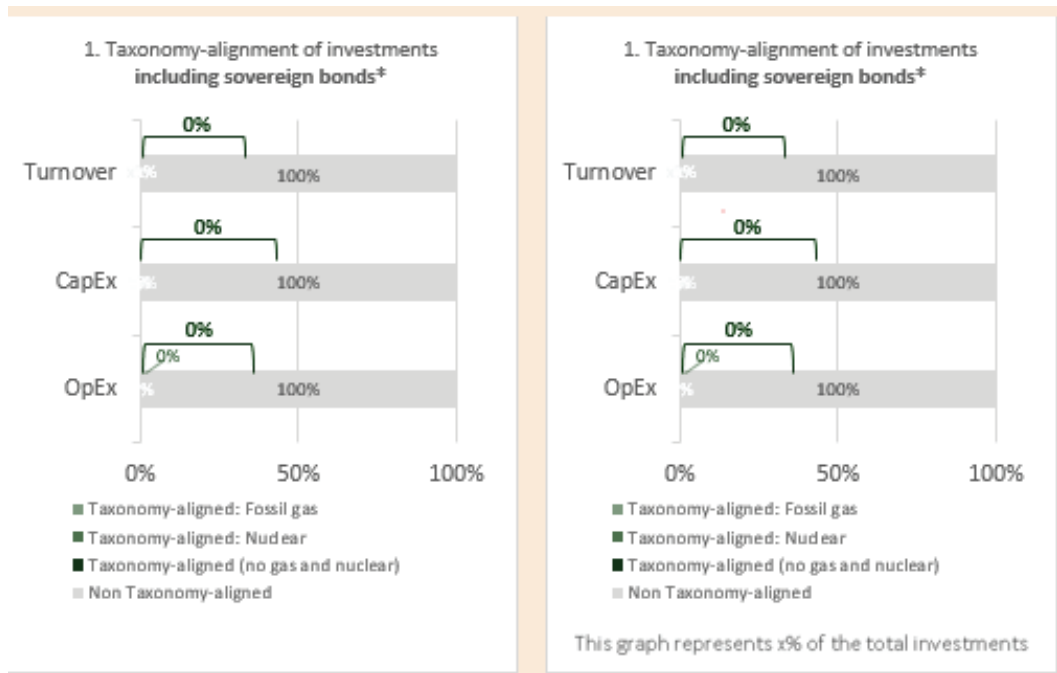 1. Taxonomy-alignment of investments
including sovereign bonds*
0%
Turnover
100%
0%
CapEx
100%
0%
0%
OpEx
100%
0% 50% 100%
Taxonomy-aligned: Fossil gas
Taxonomy-aligned: Nuclear
Taxonomy-aligned (no gas and nuclear)
Non Taxonomy-aligned
1. Taxonomy-alignment of investments
including sovereign bonds*
0%
Turnover
100%
0%
CapEx
100%
0%
0%
OpEx
100%
0% 50% 100%
Taxonomy-aligned: Fossil gas
Taxonomy-aligned: Nuclear
Taxonomy-aligned (no gas and nuclear)
Non Taxonomy-aligned
This graph represents x% of the total investments